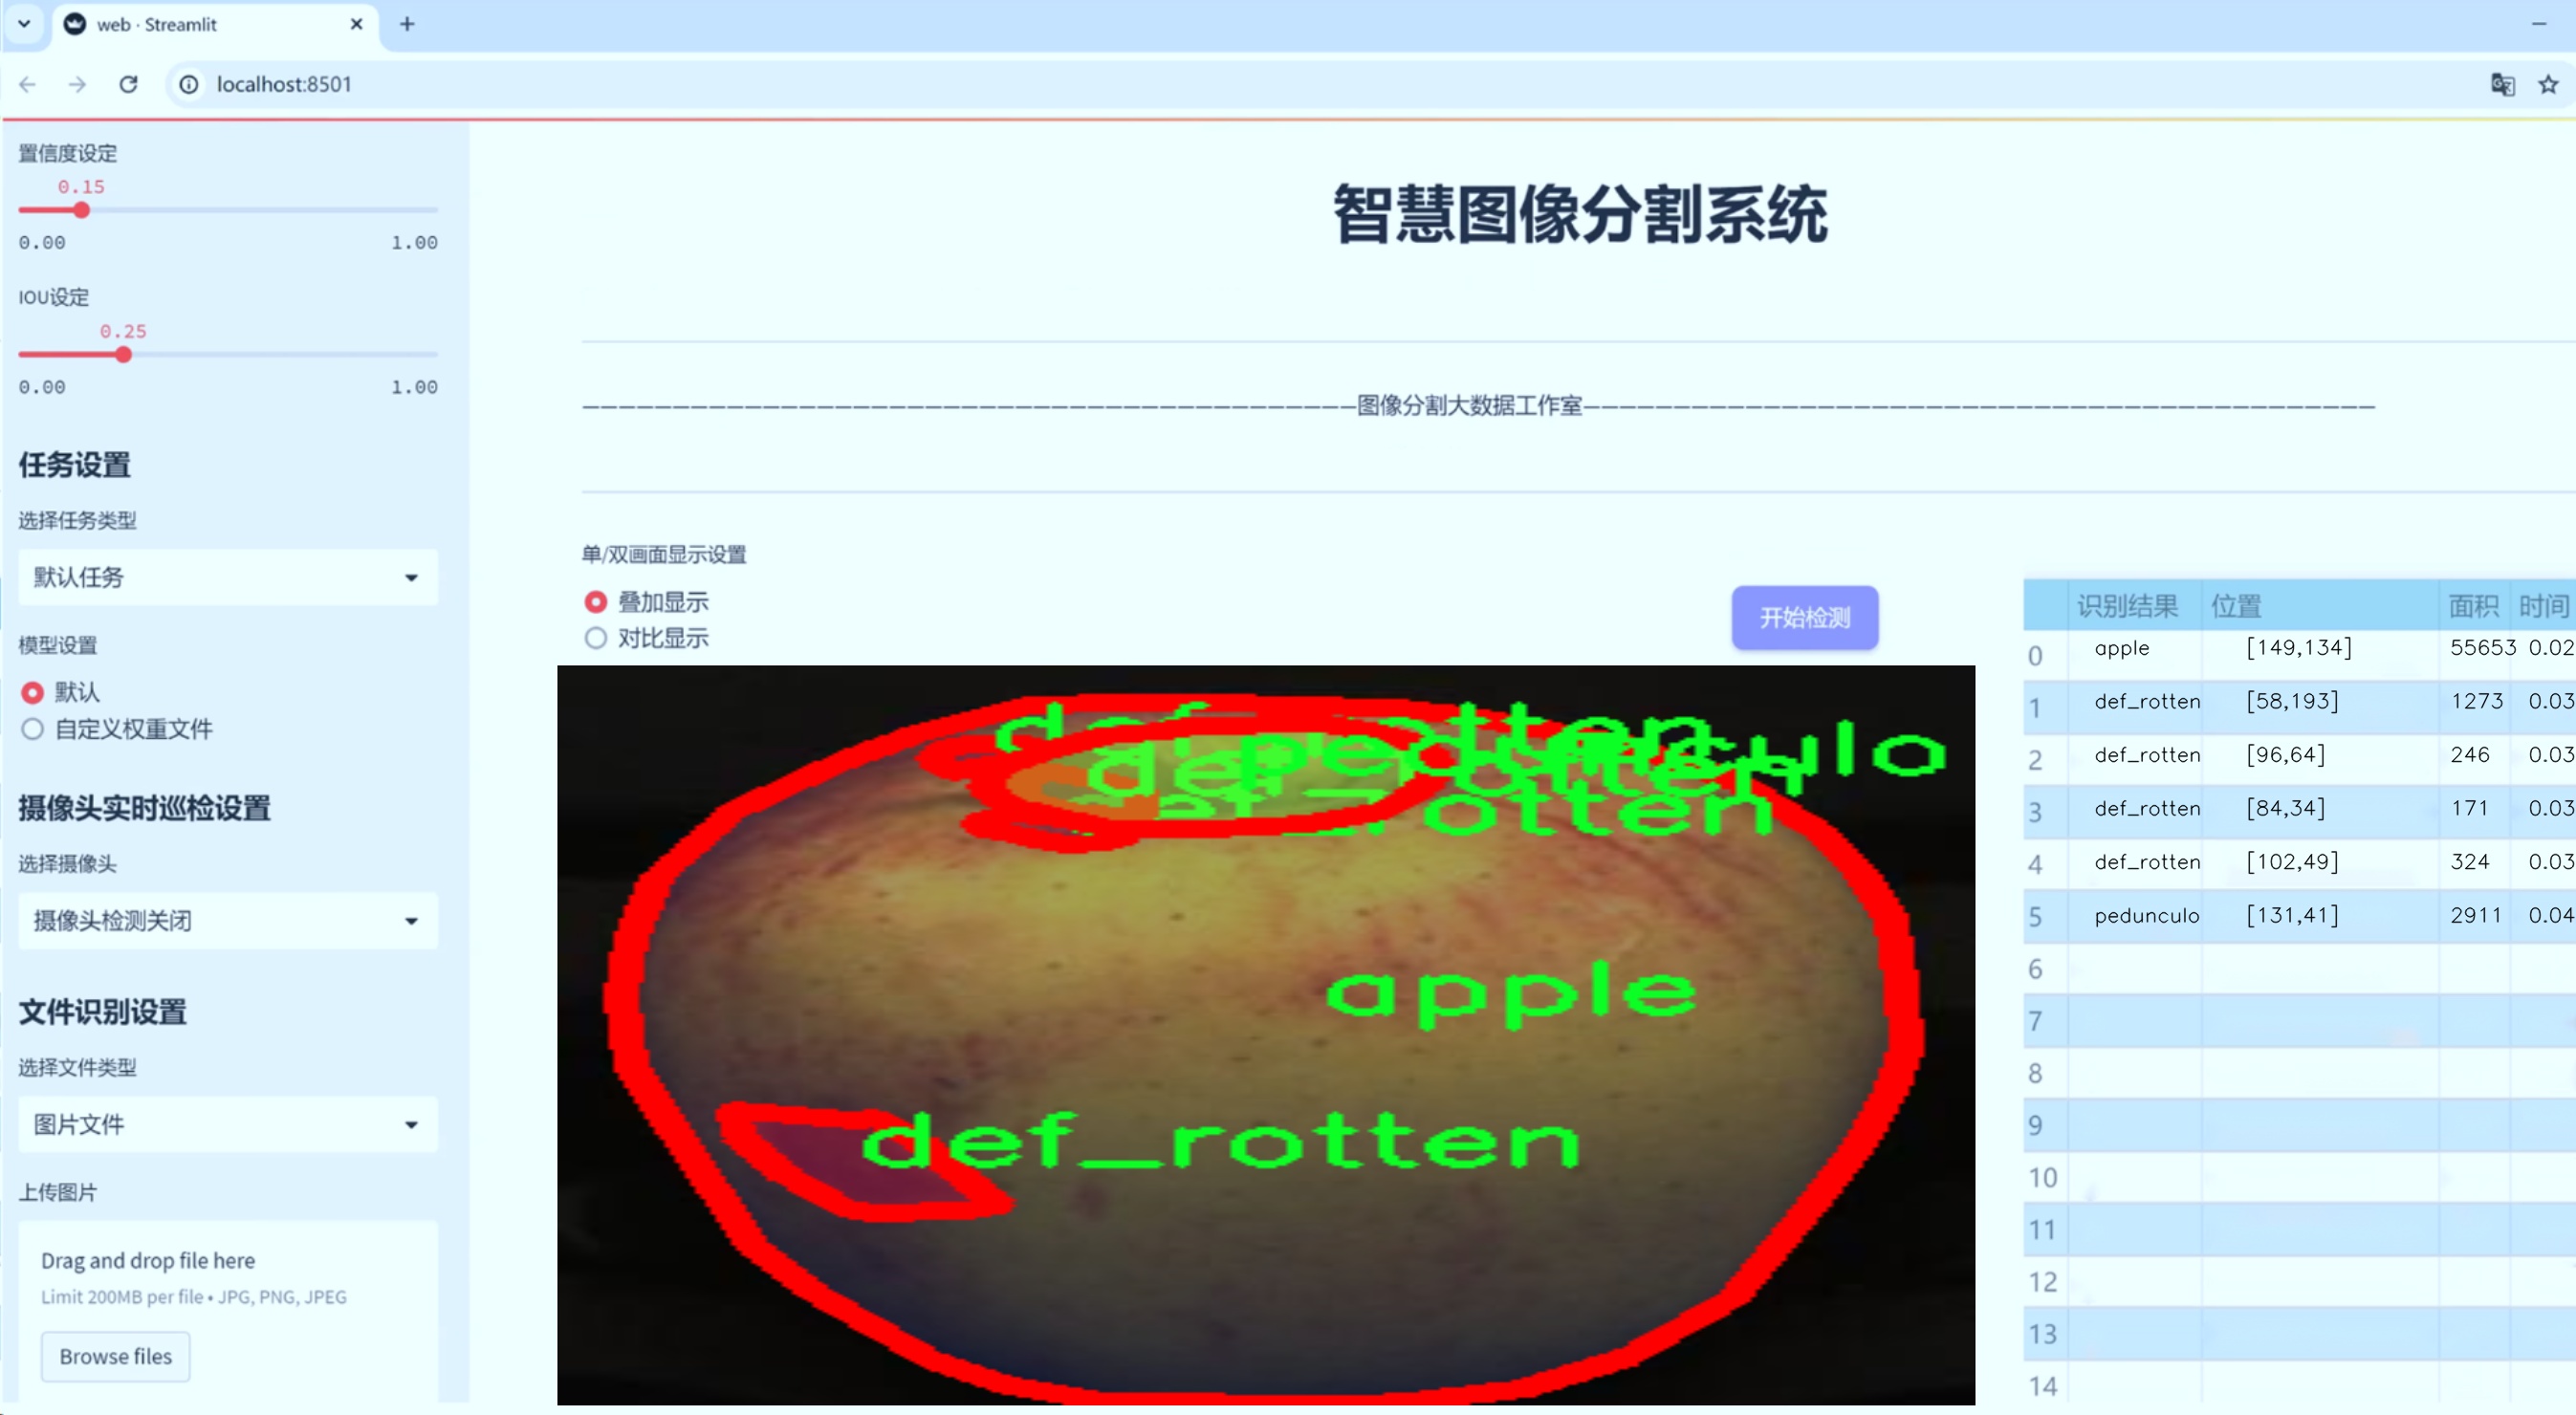 web · Streamlit
localhost:8501
置信度设定
0.15
0.00 1.00
IOU设定
0.25
0.00 1.00
任务设置
选择任务类型
默认任务
模型设置
默认
自定义权重文件
摄像头实时巡检设置
选择摄像头
摄像头检测关闭
文件识别设置
选择文件类型
图片文件
上传图片
Drag and drop file here
Limit 200MB per file • JPG, PNG, JPEG
Browse files
智慧图像分割系统
图像分割大数据工作室
单/双画面显示设置
叠加显示
对比显示
开始检测
pedunculo
def_rotten
apple
def_rotten
识别结果 位置 面积 时间
0 apple [149,134] 55653 0.02
1 def_rotten [58,193] 1273 0.03
2 def_rotten [96,64] 246 0.03
3 def_rotten [84,34] 171 0.03
4 def_rotten [102,49] 324 0.03
5 pedunculo [131,41] 2911 0.04
6
7
8
9
10
11
12
13
14